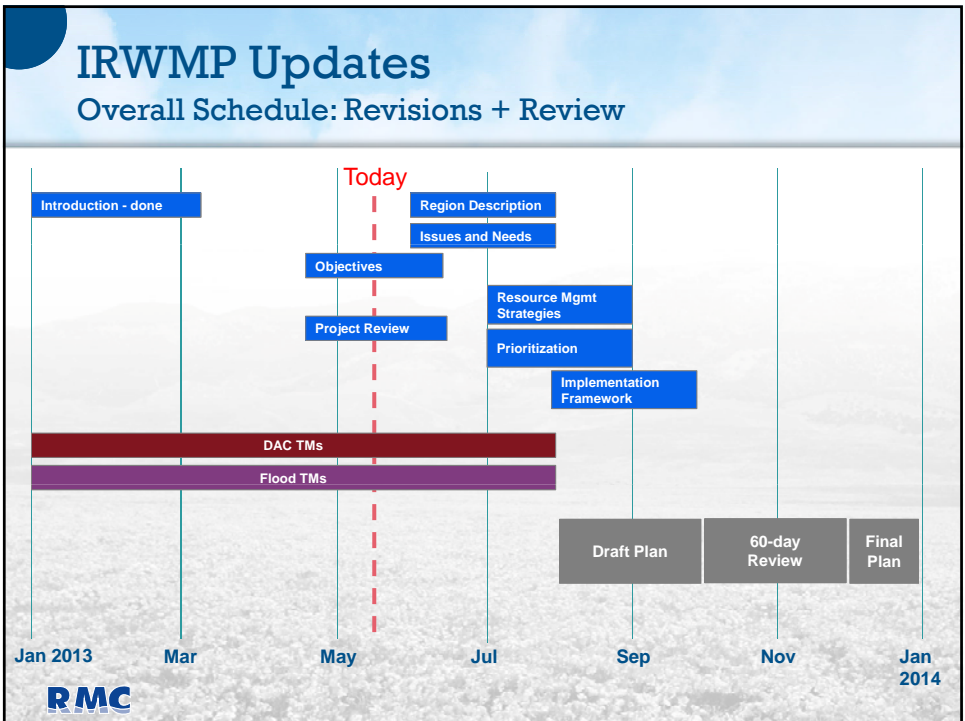 IRWMP Updates
Overall Schedule: Revisions + Review
Today
Introduction - done
Region Description
Issues and Needs
Objectives
Resource Mgmt
Strategies
Project Review
Prioritization
Implementation
Framework
DAC TMs
Flood TMs
Draft Plan
60-day
Review
Final
Plan
Jan 2013
Mar
May
Jul
Sep
Nov
Jan
2014
RMC